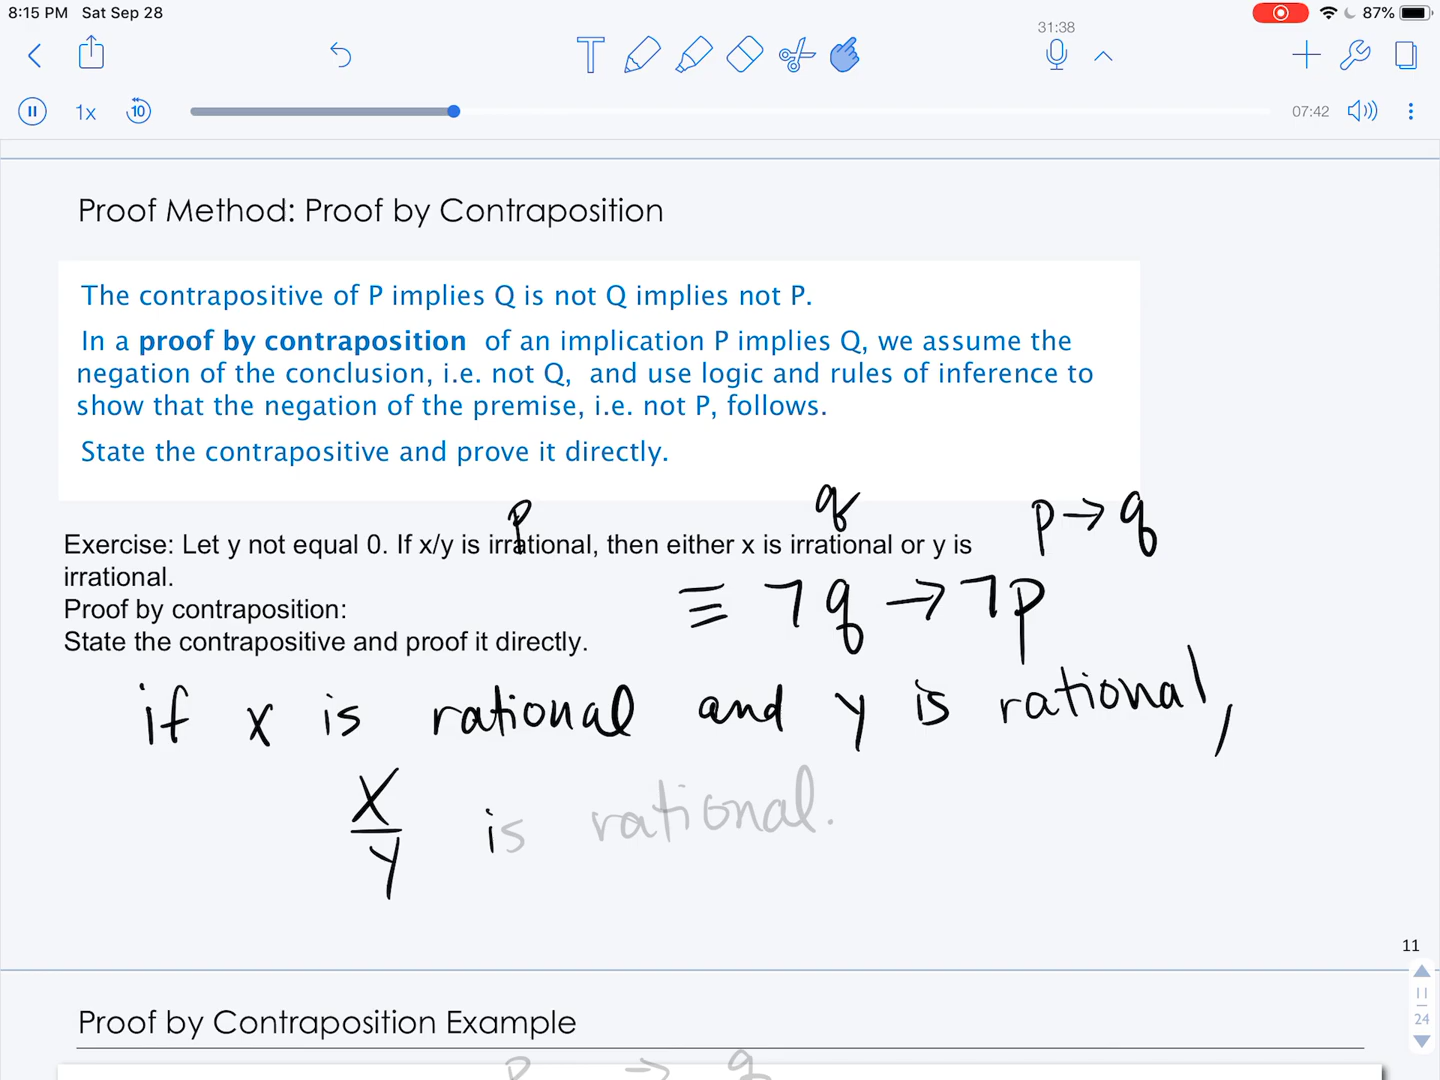 8:15 PM Sat Sep 28 87%
31:38
T
1x 10 07:42
Proof Method: Proof by Contraposition
The contrapositive of P implies Q is not Q implies not P.
In a proof by contraposition of an implication P implies Q, we assume the
negation of the conclusion, i.e. not Q, and use logic and rules of inference to
show that the negation of the premise, i.e. not P, follows.
State the contrapositive and prove it directly.
p q p → q
Exercise: Let y not equal 0. If x/y is irrational, then either x is irrational or y is
irrational.
≡ ¬q → ¬p
Proof by contraposition:
State the contrapositive and proof it directly.
if x is rational and y is rational,
x/y is rational.
11
11
24
Proof by Contraposition Example
p → q